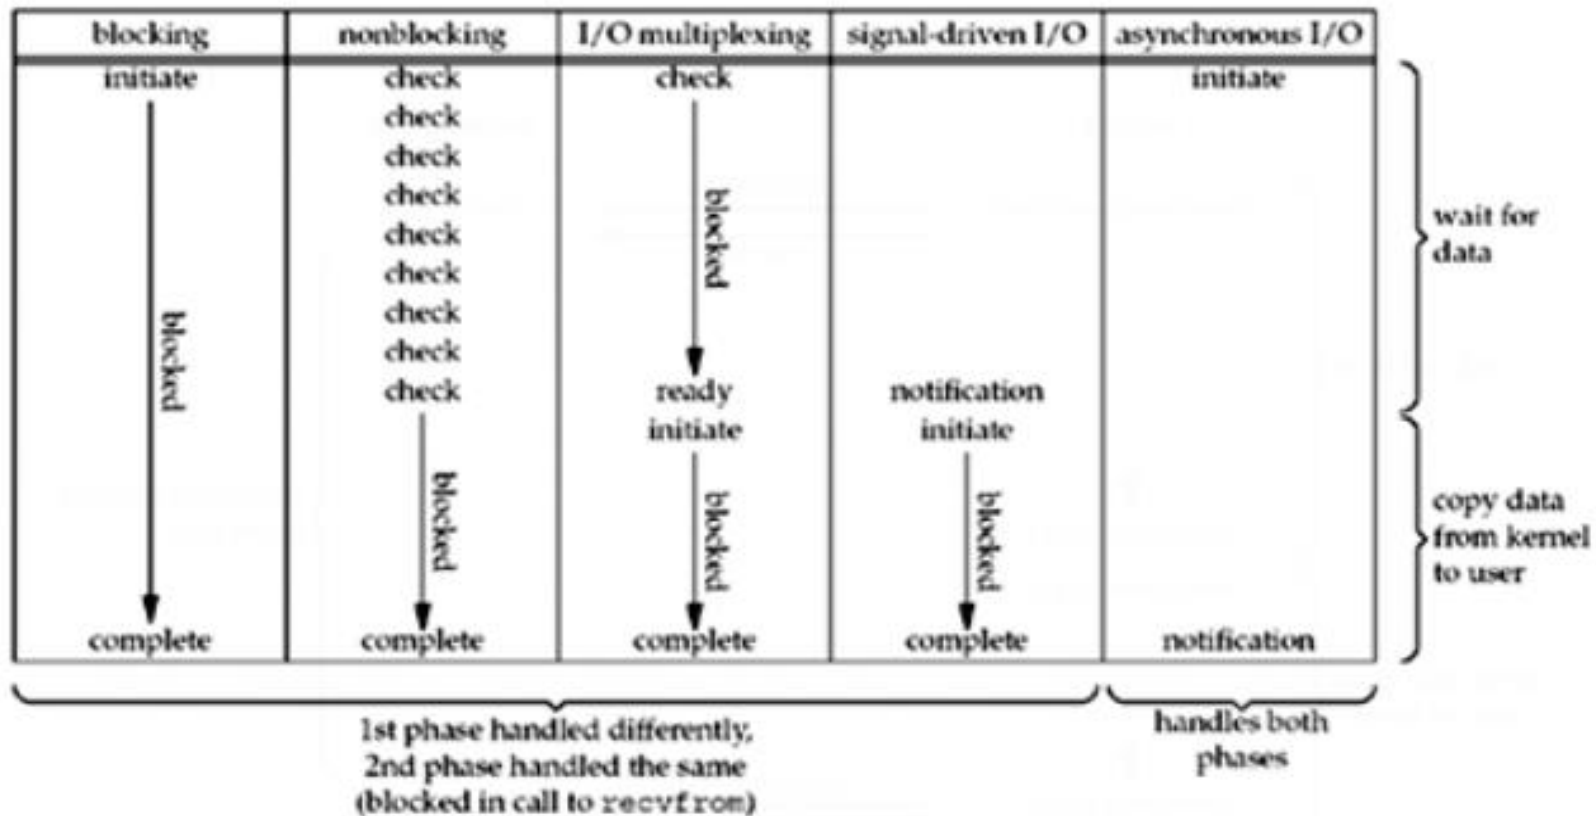 blocking nonblocking I/O multiplexing signal-driven I/O asynchronous I/O
initiate check check initiate
check
check
check
check
check
check
check
check ready notification
initiate initiate
blocked
blocked
blocked
blocked
blocked
complete complete complete complete notification
wait for
data
copy data
from kernel
to user
1st phase handled differently,
2nd phase handled the same
(blocked in call to recvfrom)
handles both
phases